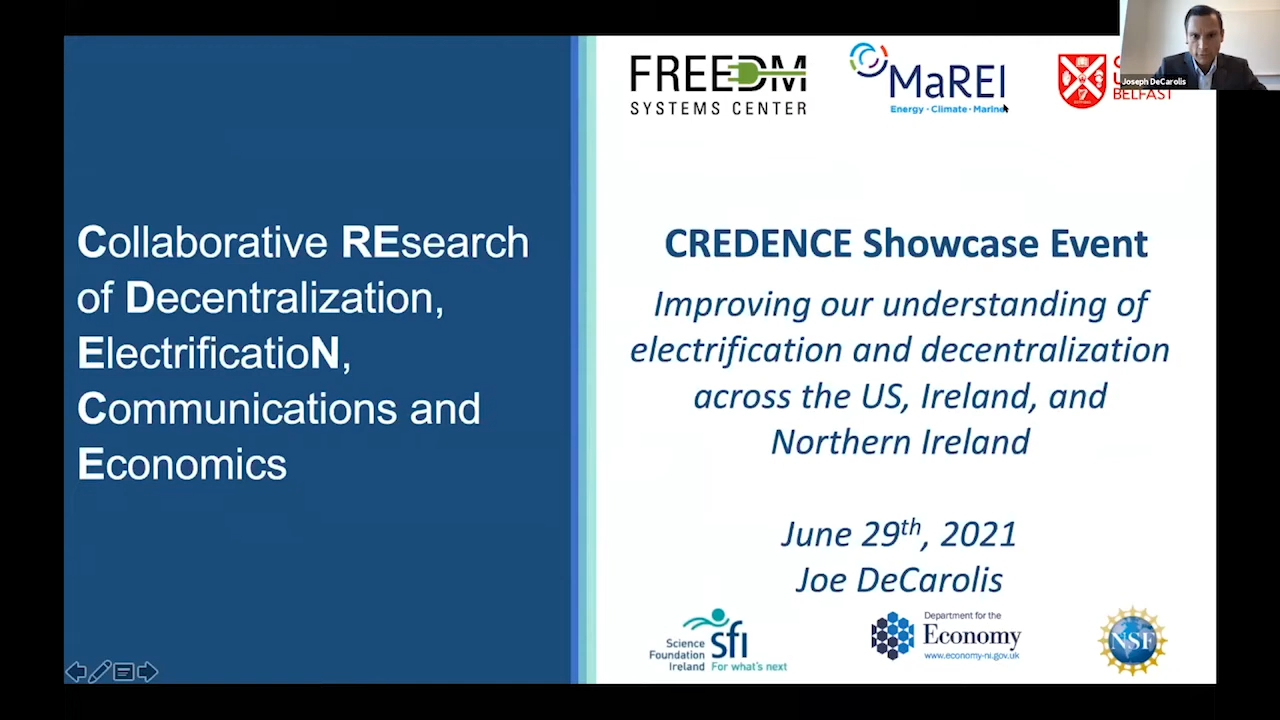 FREEDM
SYSTEMS CENTER
MaREI
Energy · Climate · Marine
BELFAST
Joseph DeCarolis
Collaborative REsearch
of Decentralization,
ElectrificatioN,
Communications and
Economics
CREDENCE Showcase Event
Improving our understanding of
electrification and decentralization
across the US, Ireland, and
Northern Ireland
June 29th, 2021
Joe DeCarolis
Science
Foundation
Ireland
sfi
For what's next
Department for the
Economy
www.economy-ni.gov.uk
NSF